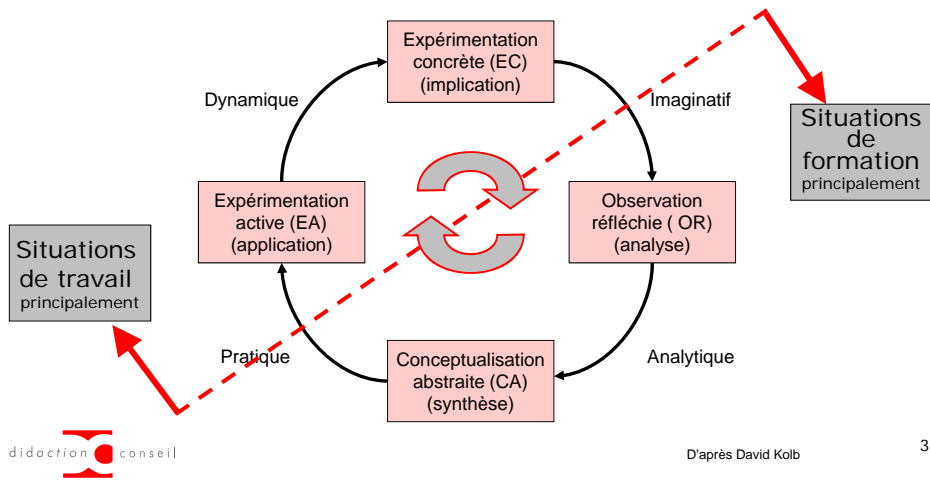 Expérimentation
concrète (EC)
(implication)
Dynamique
Imaginatif
Situations
de
formation
principalement
Expérimentation
active (EA)
(application)
Observation
réfléchie ( OR)
(analyse)
Situations
de travail
principalement
Pratique
Conceptualisation
abstraite (CA)
(synthèse)
Analytique
didaction conseil
D'après David Kolb
3